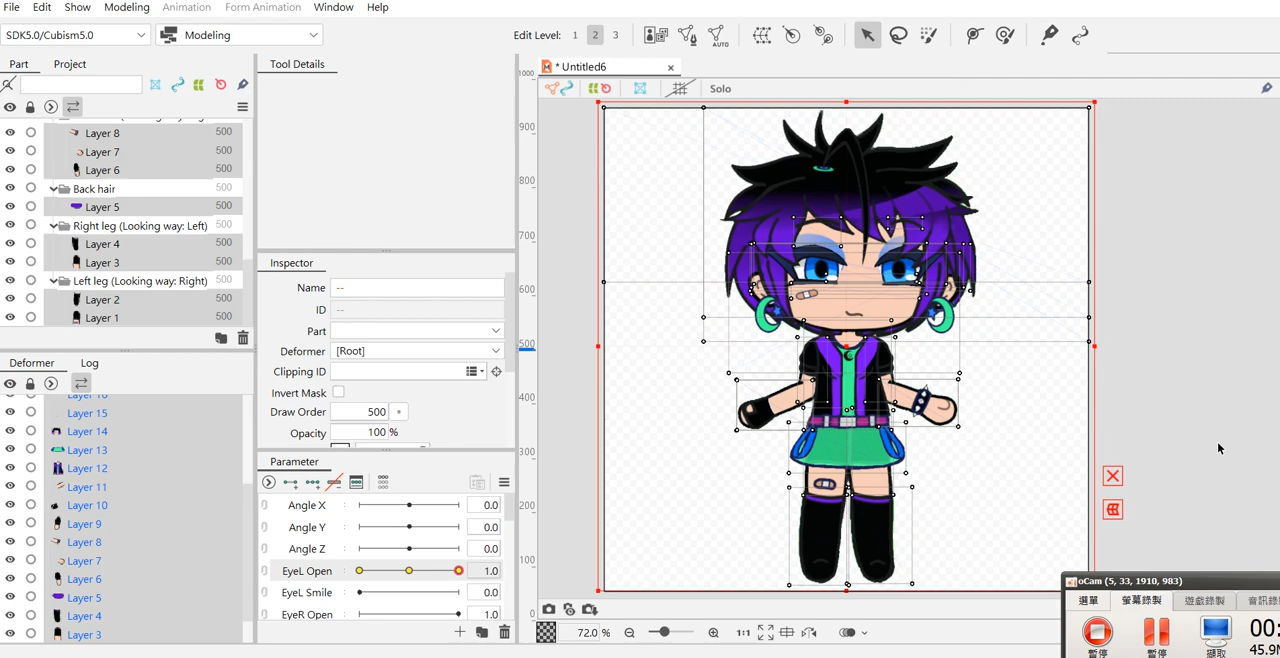 File Edit Show Modeling Animation Form Animation Window Help
SDK5.0/Cubism5.0 Modeling Edit Level: 1 2 3 AUTO
Part Project
Tool Details
* Untitled6
Solo
Layer 8 500
Layer 7 500
Layer 6 500
Back hair 500
Layer 5 500
Right leg (Looking way: Left) 500
Layer 4 500
Layer 3 500
Left leg (Looking way: Right) 500
Layer 2 500
Layer 1 500
Deformer Log
Layer 15
Layer 14
Layer 13
Layer 12
Layer 11
Layer 10
Layer 9
Layer 8
Layer 7
Layer 6
Layer 5
Layer 4
Layer 3
Inspector
Name --
ID --
Part
Deformer [Root]
Clipping ID
Invert Mask
Draw Order 500
Opacity 100 %
Parameter
Angle X 0.0
Angle Y 0.0
Angle Z 0.0
EyeL Open 1.0
EyeL Smile 0.0
EyeR Open 1.0
1000
900
800
700
600
500
400
300
200
100
0
72.0 % 1:1
oCam (5, 33, 1910, 983)
選單 螢幕錄製 遊戲錄製 音訊錄
暫停 暫停 擷取
00:
45.9M